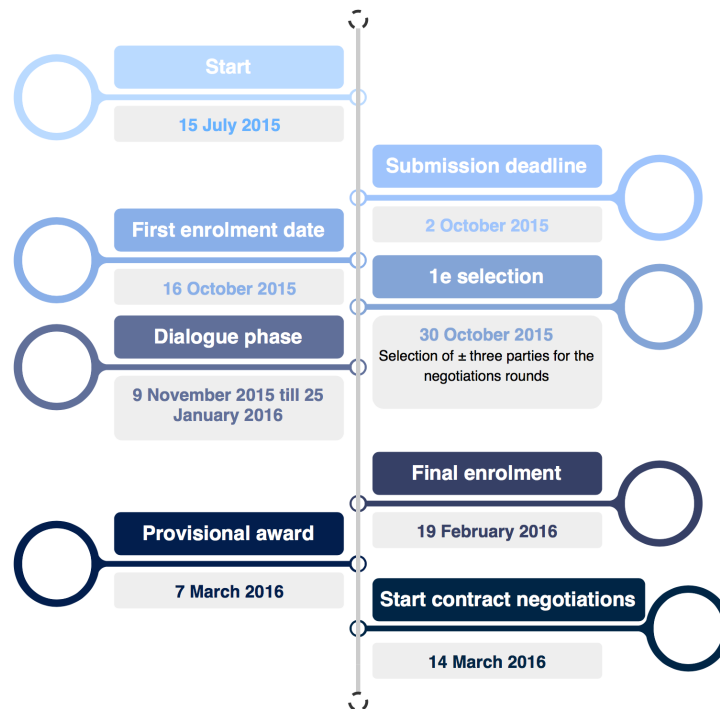 Start
15 July 2015
Submission deadline
2 October 2015
First enrolment date
16 October 2015
1e selection
30 October 2015
Selection of ± three parties for the
negotiations rounds
Dialogue phase
9 November 2015 till 25
January 2016
Final enrolment
19 February 2016
Provisional award
7 March 2016
Start contract negotiations
14 March 2016